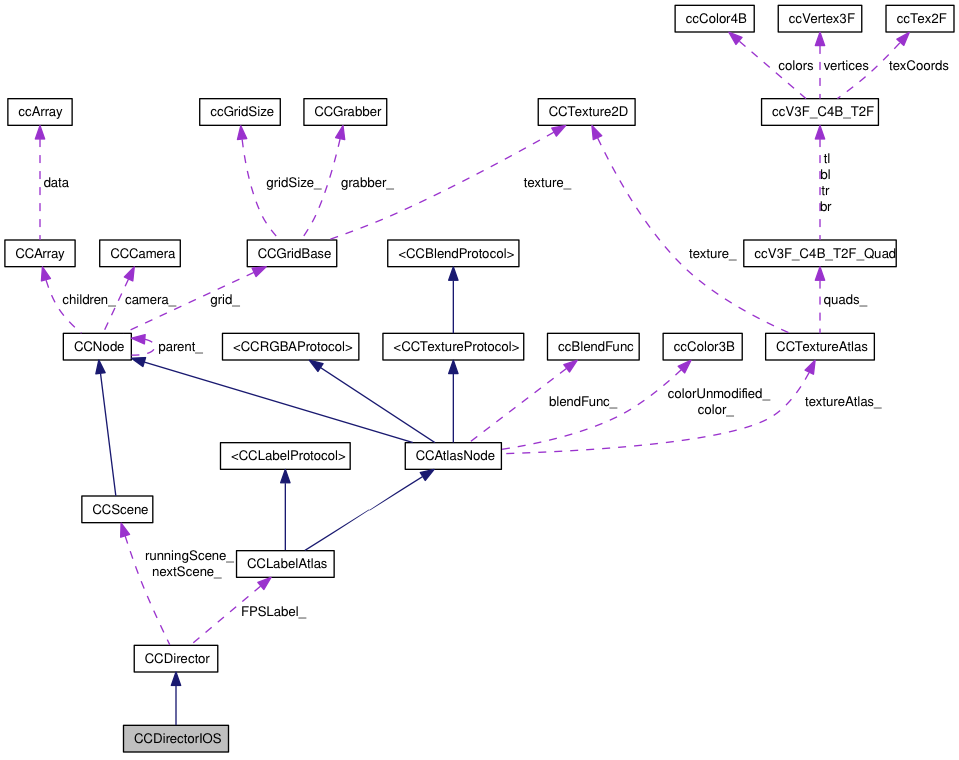 ccColor4B
ccVertex3F
ccTex2F
colors
vertices
texCoords
ccArray
ccGridSize
CCGrabber
CCTexture2D
ccV3F_C4B_T2F
data
gridSize_
grabber_
texture_
tl
bl
tr
br
CCArray
CCCamera
CCGridBase
<CCBlendProtocol>
texture_
ccV3F_C4B_T2F_Quad
children_
camera_
grid_
quads_
CCNode
parent_
<CCRGBAProtocol>
<CCTextureProtocol>
ccBlendFunc
ccColor3B
CCTextureAtlas
blendFunc_
colorUnmodified_
color_
textureAtlas_
<CCLabelProtocol>
CCAtlasNode
CCScene
runningScene_
nextScene_
CCLabelAtlas
FPSLabel_
CCDirector
CCDirectorIOS